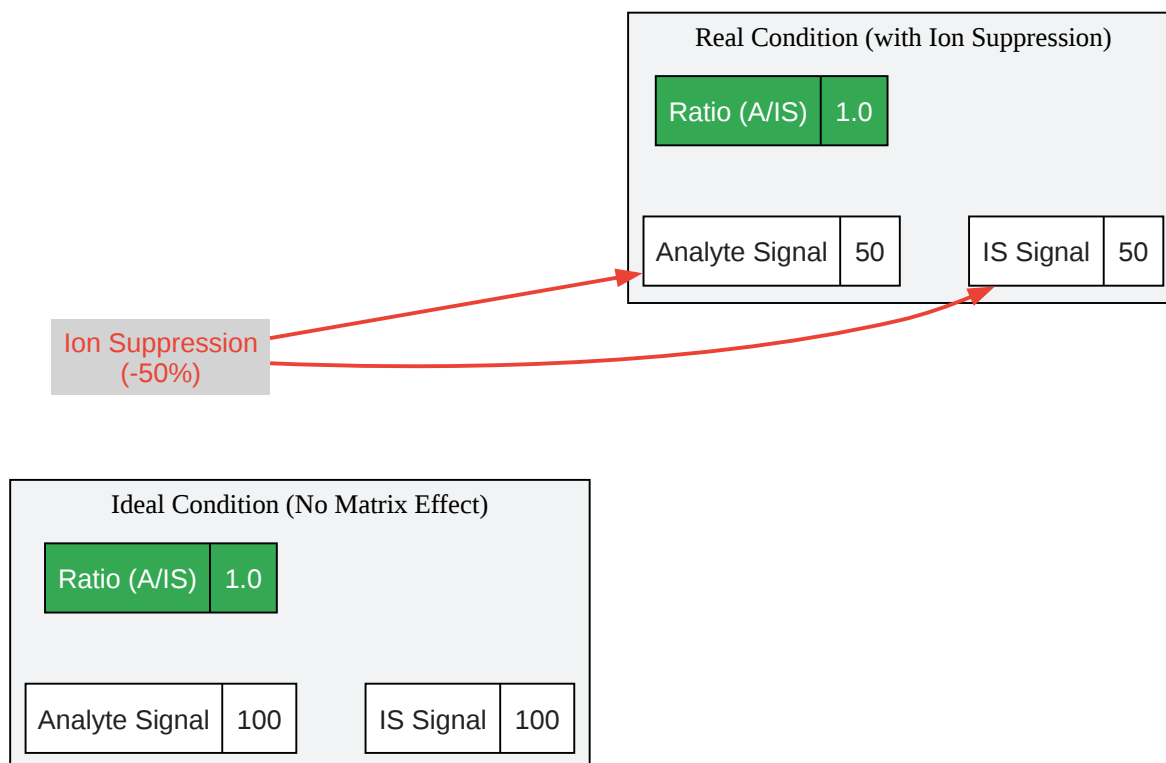 Real Condition (with Ion Suppression)
Ratio (A/IS) 1.0
Analyte Signal 50 IS Signal 50
Ion Suppression
(-50%)
Ideal Condition (No Matrix Effect)
Ratio (A/IS) 1.0
Analyte Signal 100 IS Signal 100